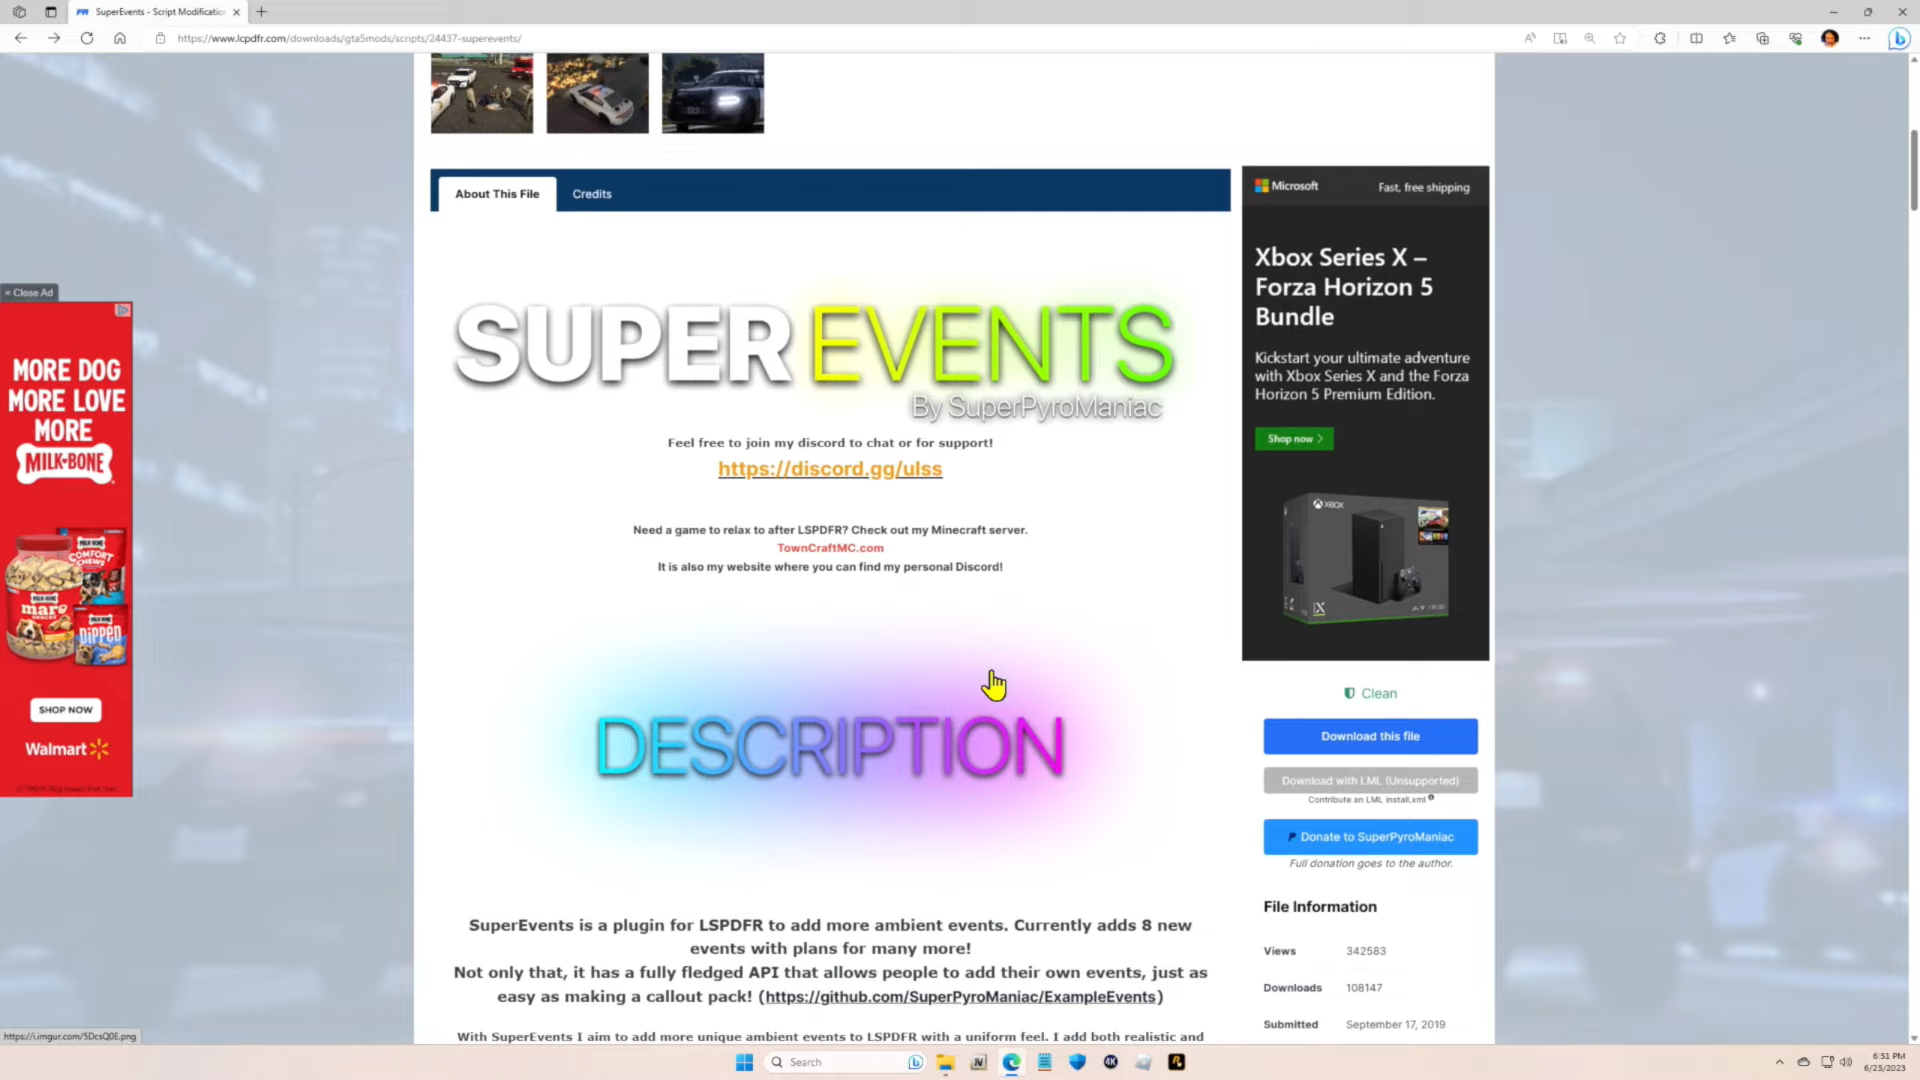 SuperEvents - Script Modificatio
https://www.lcpdfr.com/downloads/gta5mods/scripts/24437-superevents/
About This File
Credits
SUPER EVENTS
By SuperPyroManiac
Feel free to join my discord to chat or for support!
https://discord.gg/ulss
Need a game to relax to after LSPDFR? Check out my Minecraft server.
TownCraftMC.com
It is also my website where you can find my personal Discord!
DESCRIPTION
SuperEvents is a plugin for LSPDFR to add more ambient events. Currently adds 8 new
events with plans for many more!
Not only that, it has a fully fledged API that allows people to add their own events, just as
easy as making a callout pack! (https://github.com/SuperPyroManiac/ExampleEvents)
With SuperEvents I aim to add more unique ambient events to LSPDFR with a uniform feel. I add both realistic and
× Close Ad
MORE DOG
MORE LOVE
MORE
MILK-BONE
MILK-BONE
COMFORT
CHEWS
MILK-BONE
maro
SNACKS
DIPPED
SHOP NOW
Walmart
Microsoft
Fast, free shipping
Xbox Series X –
Forza Horizon 5
Bundle
Kickstart your ultimate adventure
with Xbox Series X and the Forza
Horizon 5 Premium Edition.
Shop now >
XBOX
X
Clean
Download this file
Download with LML (Unsupported)
Contribute an LML install.xml
Donate to SuperPyroManiac
Full donation goes to the author.
File Information
Views 342583
Downloads 108147
Submitted September 17, 2019
https://i.imgur.com/5DcsQ0E.png
Search
4K
6:51 PM
6/25/2023